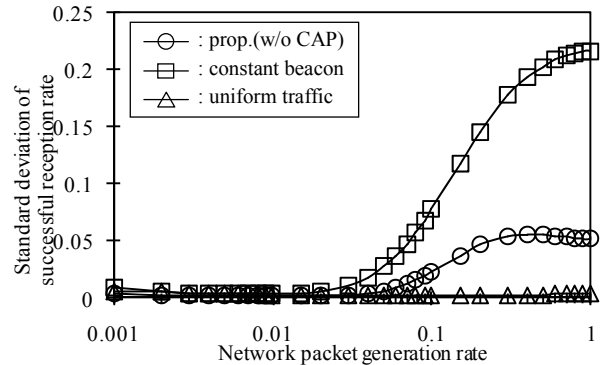 Standard deviation of
successful reception rate
0.25
0.2
0.15
0.1
0.05
0
: prop.(w/o CAP)
: constant beacon
: uniform traffic
0.001
0.01
0.1
1
Network packet generation rate